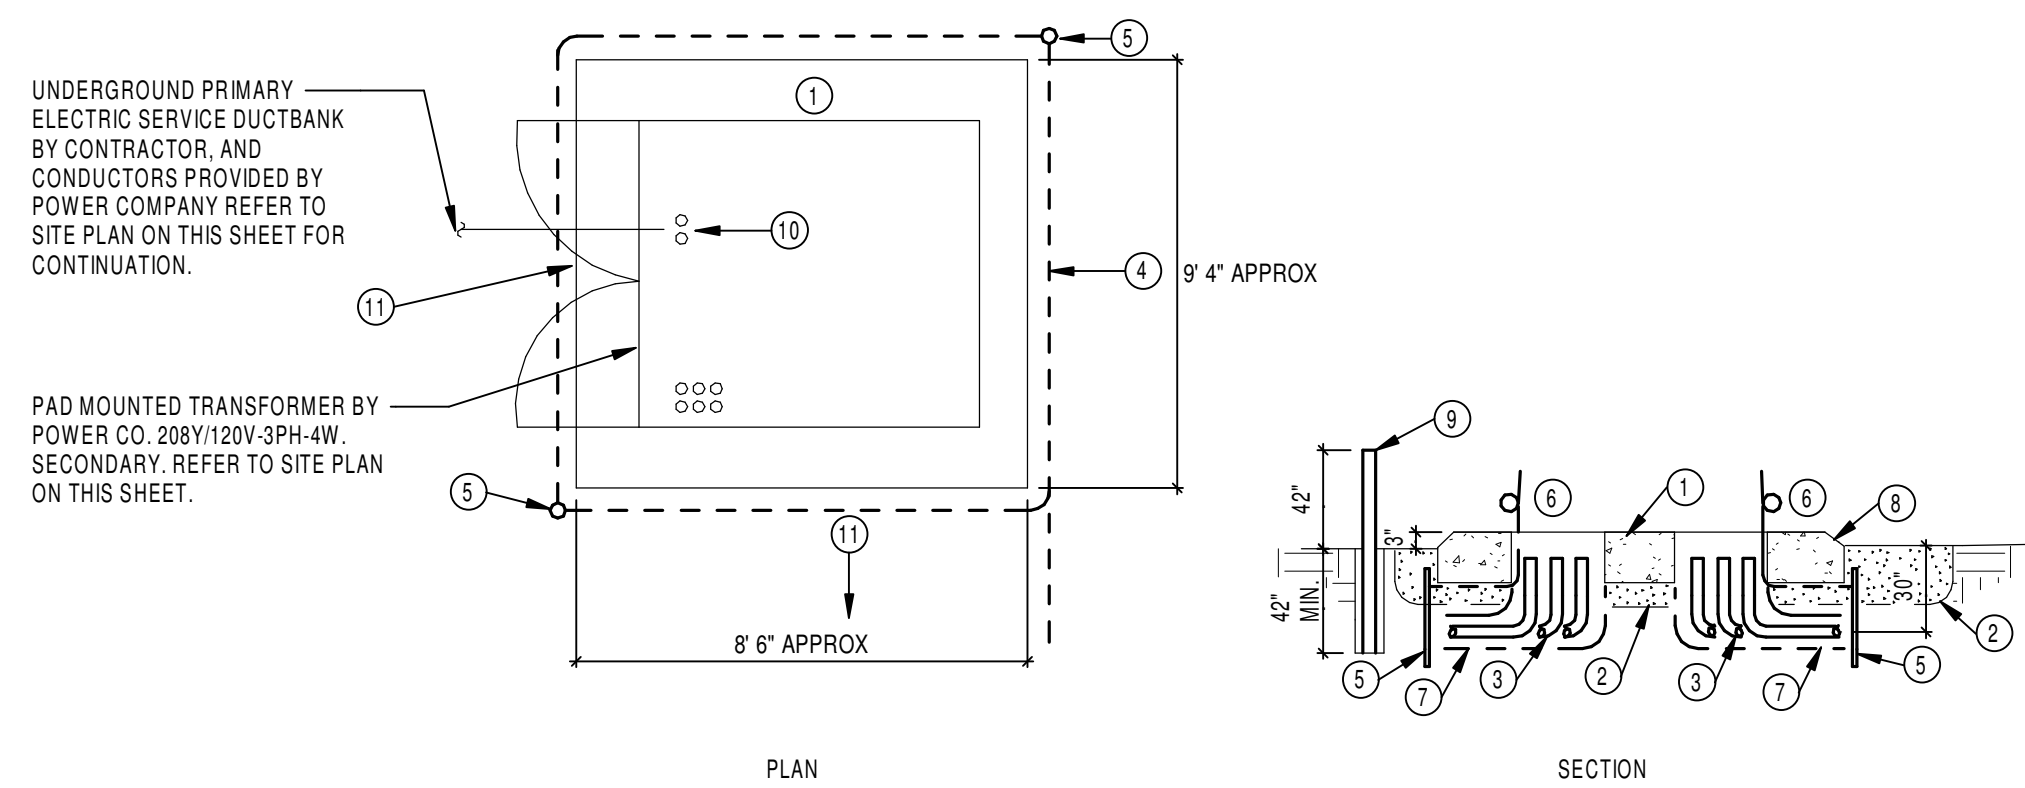 UNDERGROUND PRIMARY
ELECTRIC SERVICE DUCTBANK
BY CONTRACTOR, AND
CONDUCTORS PROVIDED BY
POWER COMPANY REFER TO
SITE PLAN ON THIS SHEET FOR
CONTINUATION.
11
PAD MOUNTED TRANSFORMER BY
POWER CO. 208Y/120V-3PH-4W.
SECONDARY. REFER TO SITE PLAN
ON THIS SHEET.
5
1
5
10
4
9' 4" APPROX
11
8' 6" APPROX
PLAN
9
42"
3"
6
1
6
8
42"
MIN.
30"
2
5
7
3
2
3
7
5
SECTION